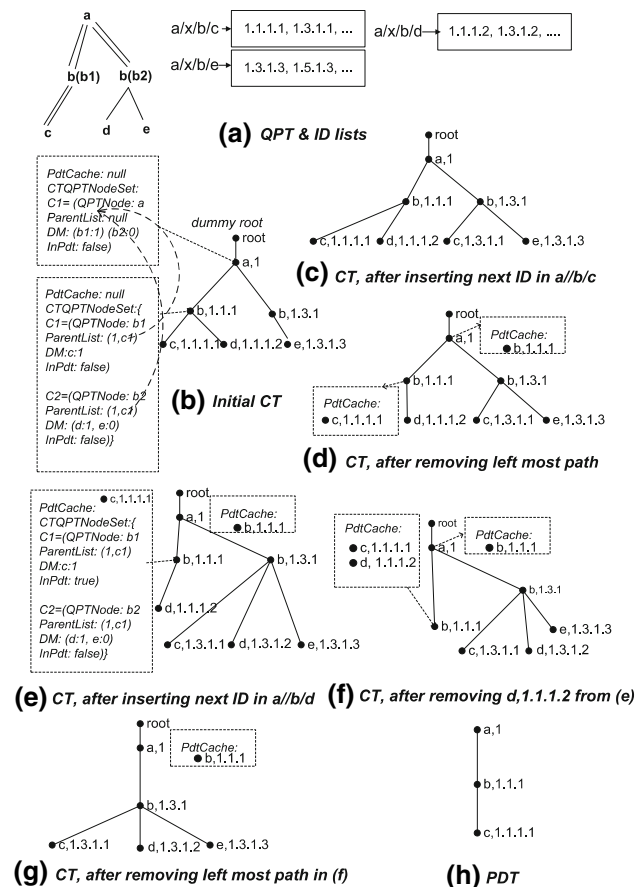 a
b(b1)
b(b2)
c
d
e
a/x/b/c
1.1.1.1, 1.3.1.1, ...
a/x/b/d
1.1.1.2, 1.3.1.2, ....
a/x/b/e
1.3.1.3, 1.5.1.3, ...
(a) QPT & ID lists
PdtCache: null
CTQPTNodeSet:
C1= (QPTNode: a
ParentList: null
DM: (b1:1) (b2:0)
InPdt: false)
PdtCache: null
CTQPTNodeSet:{
C1=(QPTNode: b1
ParentList: (1,c1)
DM:c:1
InPdt: false)
C2=(QPTNode: b2
ParentList: (1,c1)
DM: (d:1, e:0)
InPdt: false)}
dummy root
root
a,1
b,1.1.1
b,1.3.1
c,1.1.1.1
d,1.1.1.2
e,1.3.1.3
(b) Initial CT
root
a,1
b,1.1.1
b,1.3.1
c,1.1.1.1
d,1.1.1.2
c,1.3.1.1
e,1.3.1.3
(c) CT, after inserting next ID in a//b/c
root
a,1
PdtCache:
b,1.1.1
b,1.1.1
b,1.3.1
PdtCache:
c,1.1.1.1
d,1.1.1.2
c,1.3.1.1
e,1.3.1.3
(d) CT, after removing left most path
c,1.1.1.1
PdtCache:
CTQPTNodeSet:{
C1=(QPTNode: b1
ParentList: (1,c1)
DM:c:1
InPdt: true)
C2=(QPTNode: b2
ParentList: (1,c1)
DM: (d:1, e:0)
InPdt: false)}
root
a,1
PdtCache:
b,1.1.1
b,1.1.1
b,1.3.1
d,1.1.1.2
c,1.3.1.1
d,1.3.1.2
e,1.3.1.3
(e) CT, after inserting next ID in a//b/d
PdtCache:
c,1.1.1.1
d, 1.1.1.2
root
a,1
PdtCache:
b,1.1.1
b,1.3.1
b,1.1.1
e,1.3.1.3
c,1.3.1.1
d,1.3.1.2
(f) CT, after removing d,1.1.1.2 from (e)
root
a,1
PdtCache:
b,1.1.1
b,1.3.1
c,1.3.1.1
d,1.3.1.2
e,1.3.1.3
(g) CT, after removing left most path in (f)
a,1
b,1.1.1
c,1.1.1.1
(h) PDT